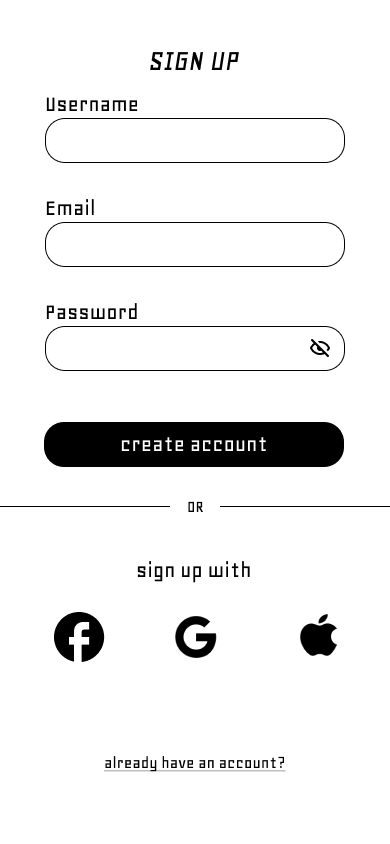 SIGN UP
Username
Email
Password
create account
OR
sign up with
already have an account?